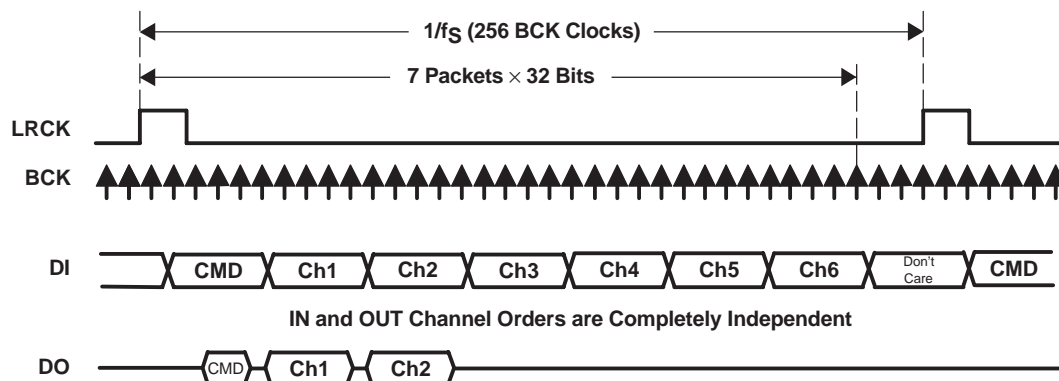 1/fS (256 BCK Clocks)
7 Packets × 32 Bits
LRCK
BCK
DI CMD Ch1 Ch2 Ch3 Ch4 Ch5 Ch6 Don't Care CMD
IN and OUT Channel Orders are Completely Independent
DO CMD Ch1 Ch2